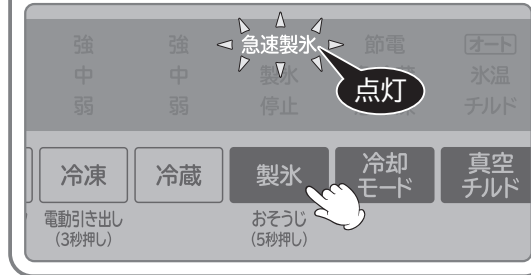 強
中
弱
強
中
弱
急速製氷
製氷
停止
点灯
節電
オート
氷温
チルド
冷凍
冷蔵
製氷
冷却
モード
真空
チルド
電動引き出し
(3秒押し)
おそうじ
(5秒押し)